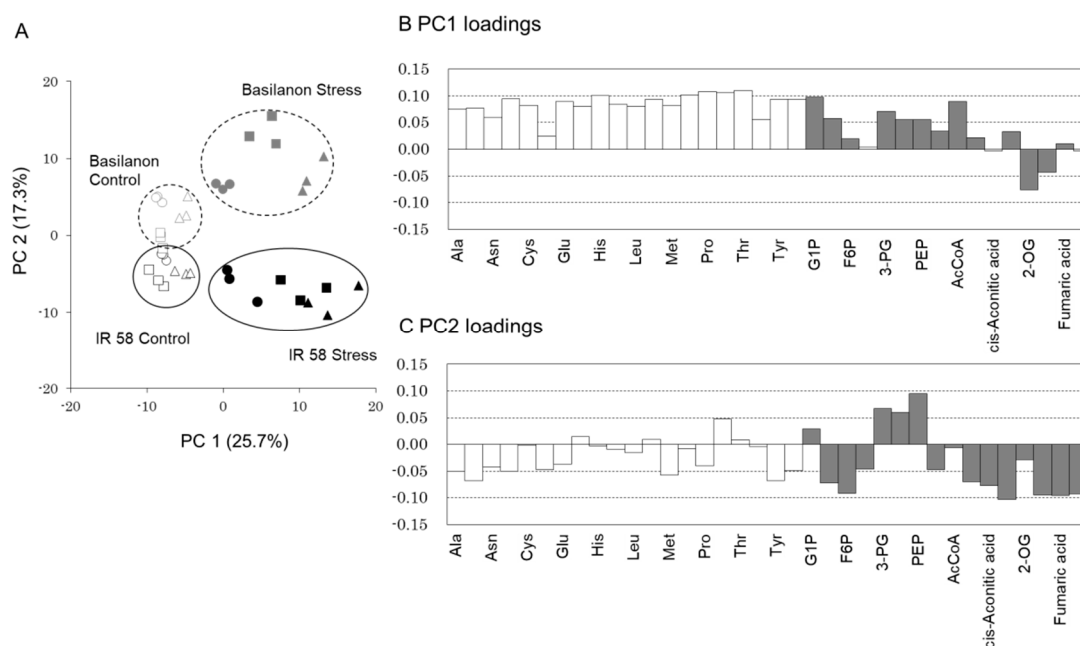 A
20
10
0
-10
-20
-20
-10
0
10
20
PC 2 (17.3%)
PC 1 (25.7%)
Basilanon Stress
Basilanon
Control
IR 58 Control
IR 58 Stress
B PC1 loadings
0.15
0.10
0.05
0.00
-0.05
-0.10
-0.15
Ala
Asn
Cys
Glu
His
Leu
Met
Pro
Thr
Tyr
G1P
F6P
3-PG
PEP
AcCoA
cis-Aconitic acid
2-OG
Fumaric acid
C PC2 loadings
0.15
0.10
0.05
0.00
-0.05
-0.10
-0.15
Ala
Asn
Cys
Glu
His
Leu
Met
Pro
Thr
Tyr
G1P
F6P
3-PG
PEP
AcCoA
cis-Aconitic acid
2-OG
Fumaric acid